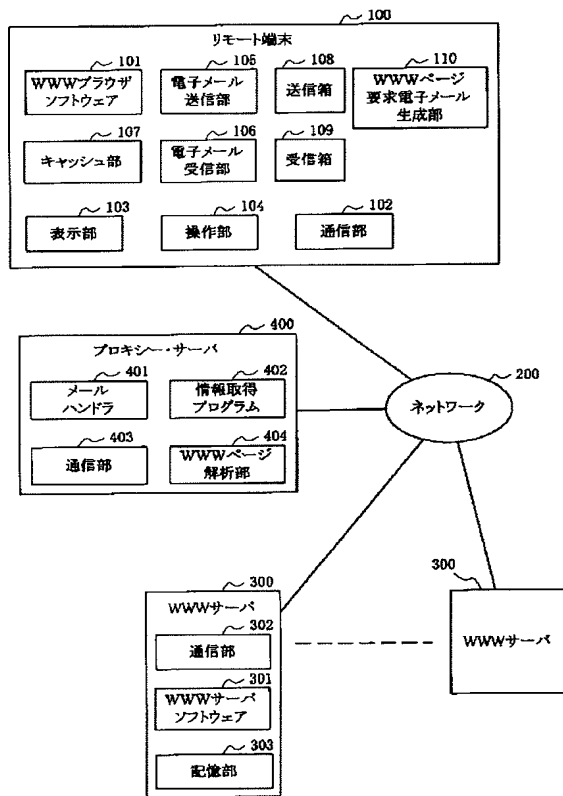 100
リモート端末
101
WWWブラウザ
ソフトウェア
105
電子メール
送信部
108
送信箱
110
WWWページ
要求電子メール
生成部
107
キャッシュ部
106
電子メール
受信部
109
受信箱
103
表示部
104
操作部
102
通信部
400
プロキシー・サーバ
401
メール
ハンドラ
402
情報取得
プログラム
403
通信部
404
WWWページ
解析部
200
ネットワーク
300
WWWサーバ
302
通信部
301
WWWサーバ
ソフトウェア
303
記憶部
300
WWWサーバ